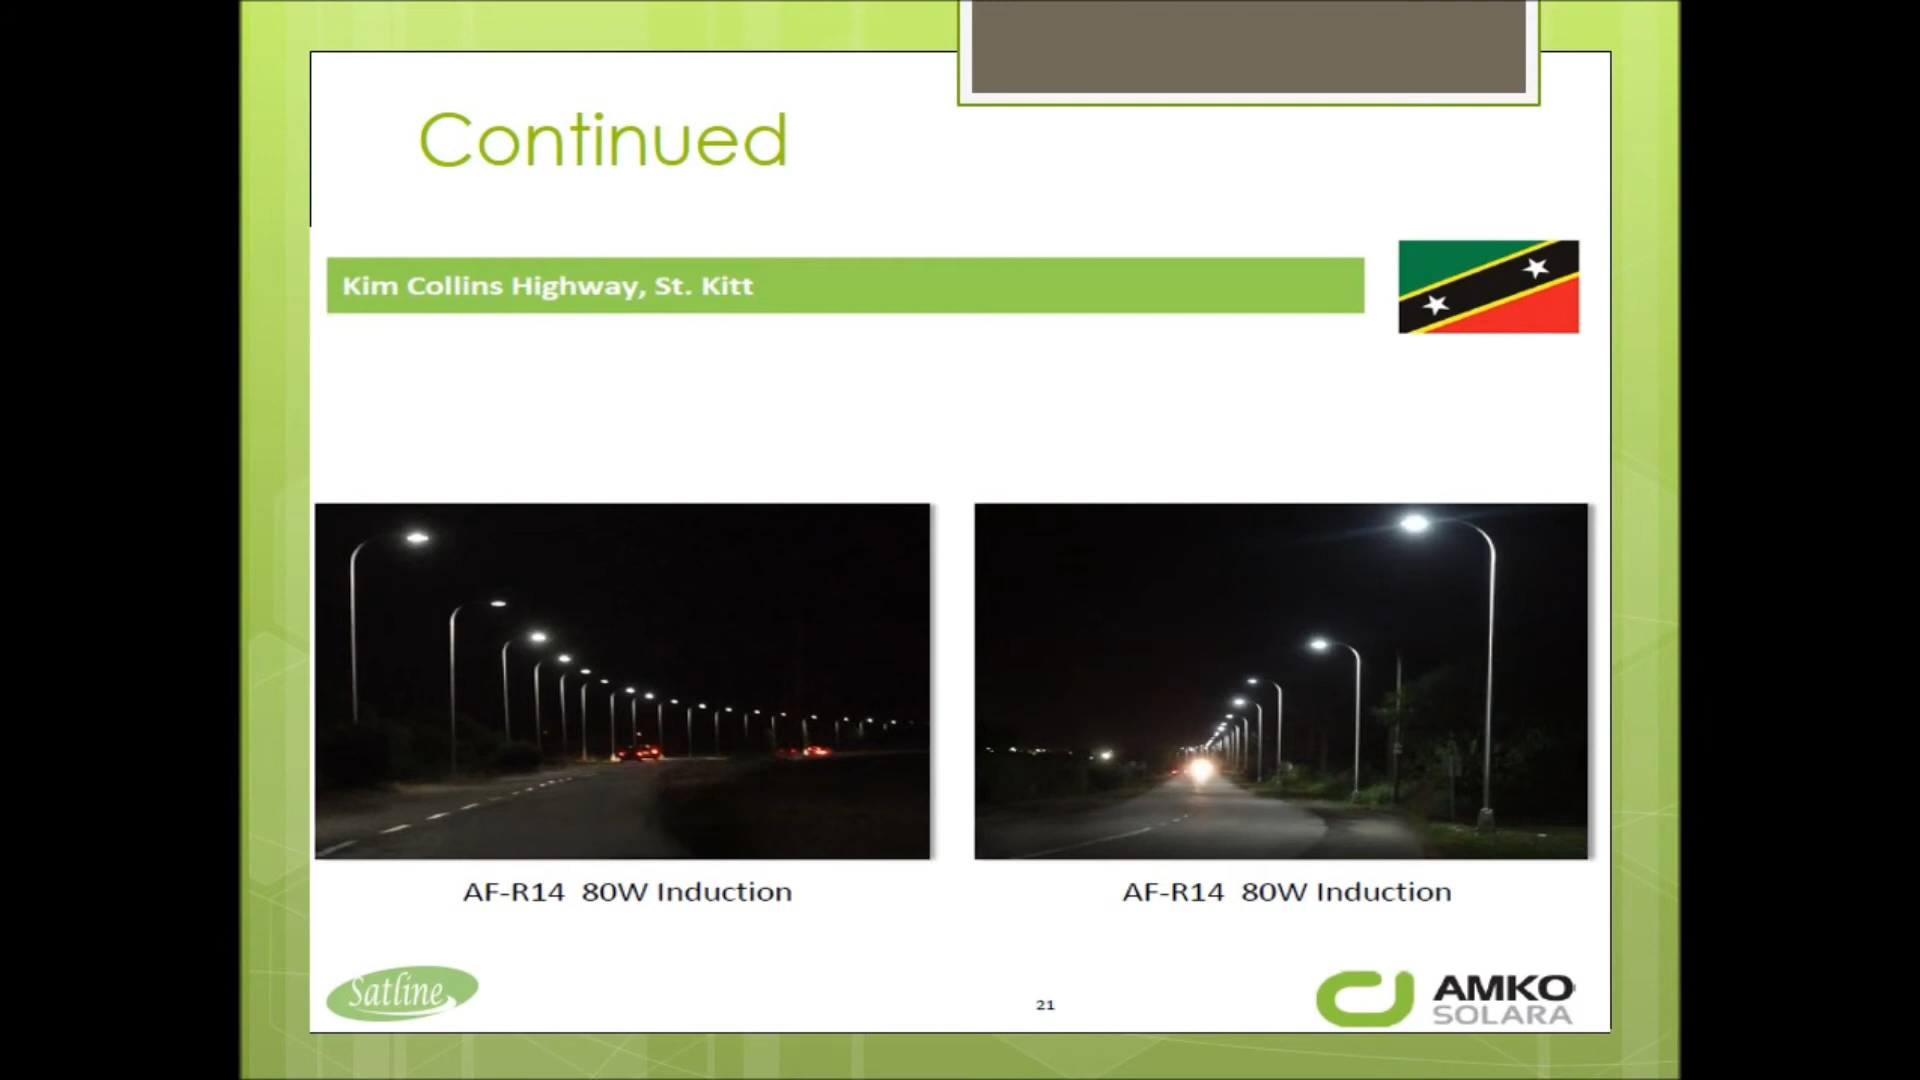 Continued
Kim Collins Highway, St. Kitt
AF-R14 80W Induction
AF-R14 80W Induction
Satline
21
AMKO
SOLARA